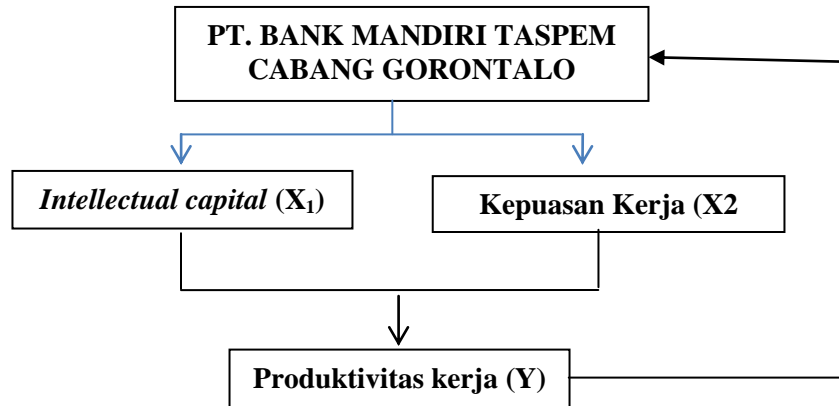 PT. BANK MANDIRI TASPEM
CABANG GORONTALO
Intellectual capital (X₁)
Kepuasan Kerja (X2
Produktivitas kerja (Y)